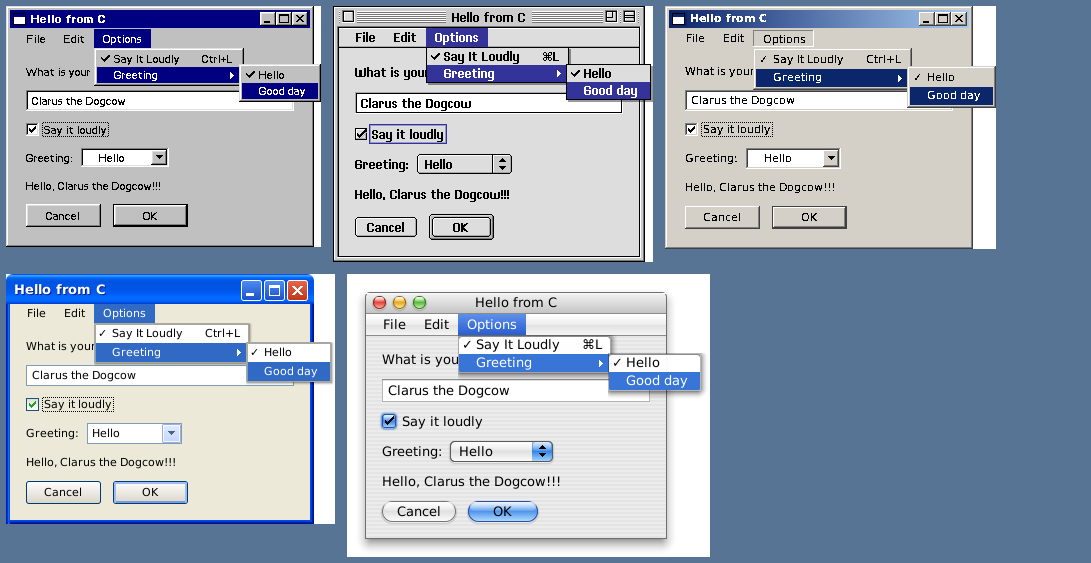 Hello from C
File Edit Options
✓ Say It Loudly Ctrl+L
What is your
Greeting
✓ Hello
Good day
Clarus the Dogcow
Say it loudly
Greeting: Hello
Hello, Clarus the Dogcow!!!
Cancel OK
Hello from C
File Edit Options
✓ Say It Loudly ⌘L
What is you
Greeting
✓ Hello
Good day
Clarus the Dogcow
Say it loudly
Greeting: Hello
Hello, Clarus the Dogcow!!!
Cancel OK
Hello from C
File Edit Options
✓ Say It Loudly Ctrl+L
What is your
Greeting
✓ Hello
Good day
Clarus the Dogcow
Say it loudly
Greeting: Hello
Hello, Clarus the Dogcow!!!
Cancel OK
Hello from C
File Edit Options
✓ Say It Loudly Ctrl+L
What is your
Greeting
✓ Hello
Good day
Clarus the Dogcow
Say it loudly
Greeting: Hello
Hello, Clarus the Dogcow!!!
Cancel OK
Hello from C
File Edit Options
✓ Say It Loudly ⌘L
What is you
Greeting
✓ Hello
Good day
Clarus the Dogcow
Say it loudly
Greeting: Hello
Hello, Clarus the Dogcow!!!
Cancel OK